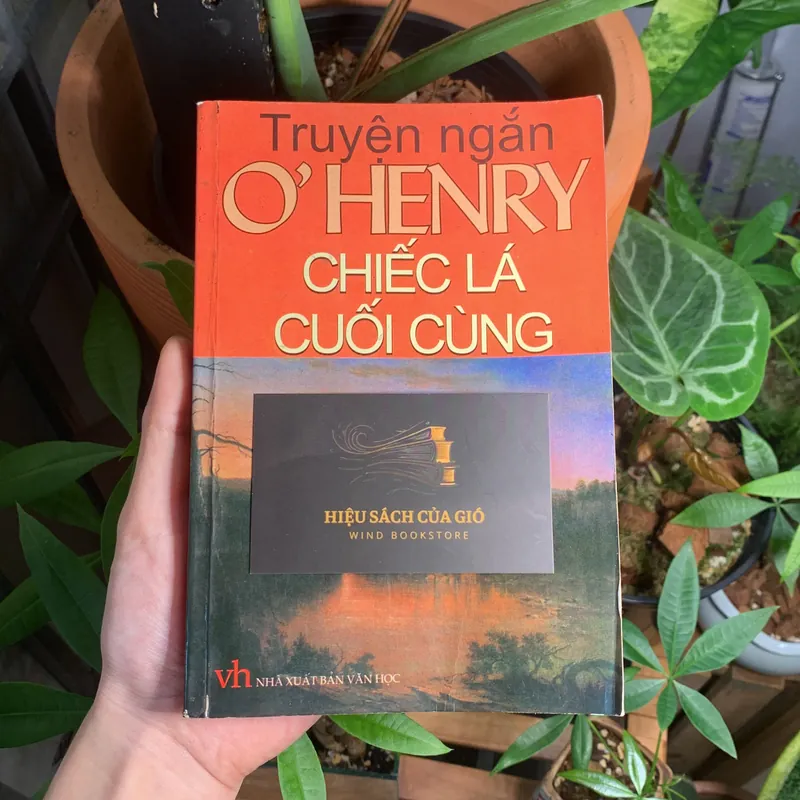 Truyện ngắn
O'HENRY
CHIẾC LÁ
CUỐI CÙNG
HIỆU SÁCH CỦA GIÓ
WIND BOOKSTORE
vh NHÀ XUẤT BẢN VĂN HỌC